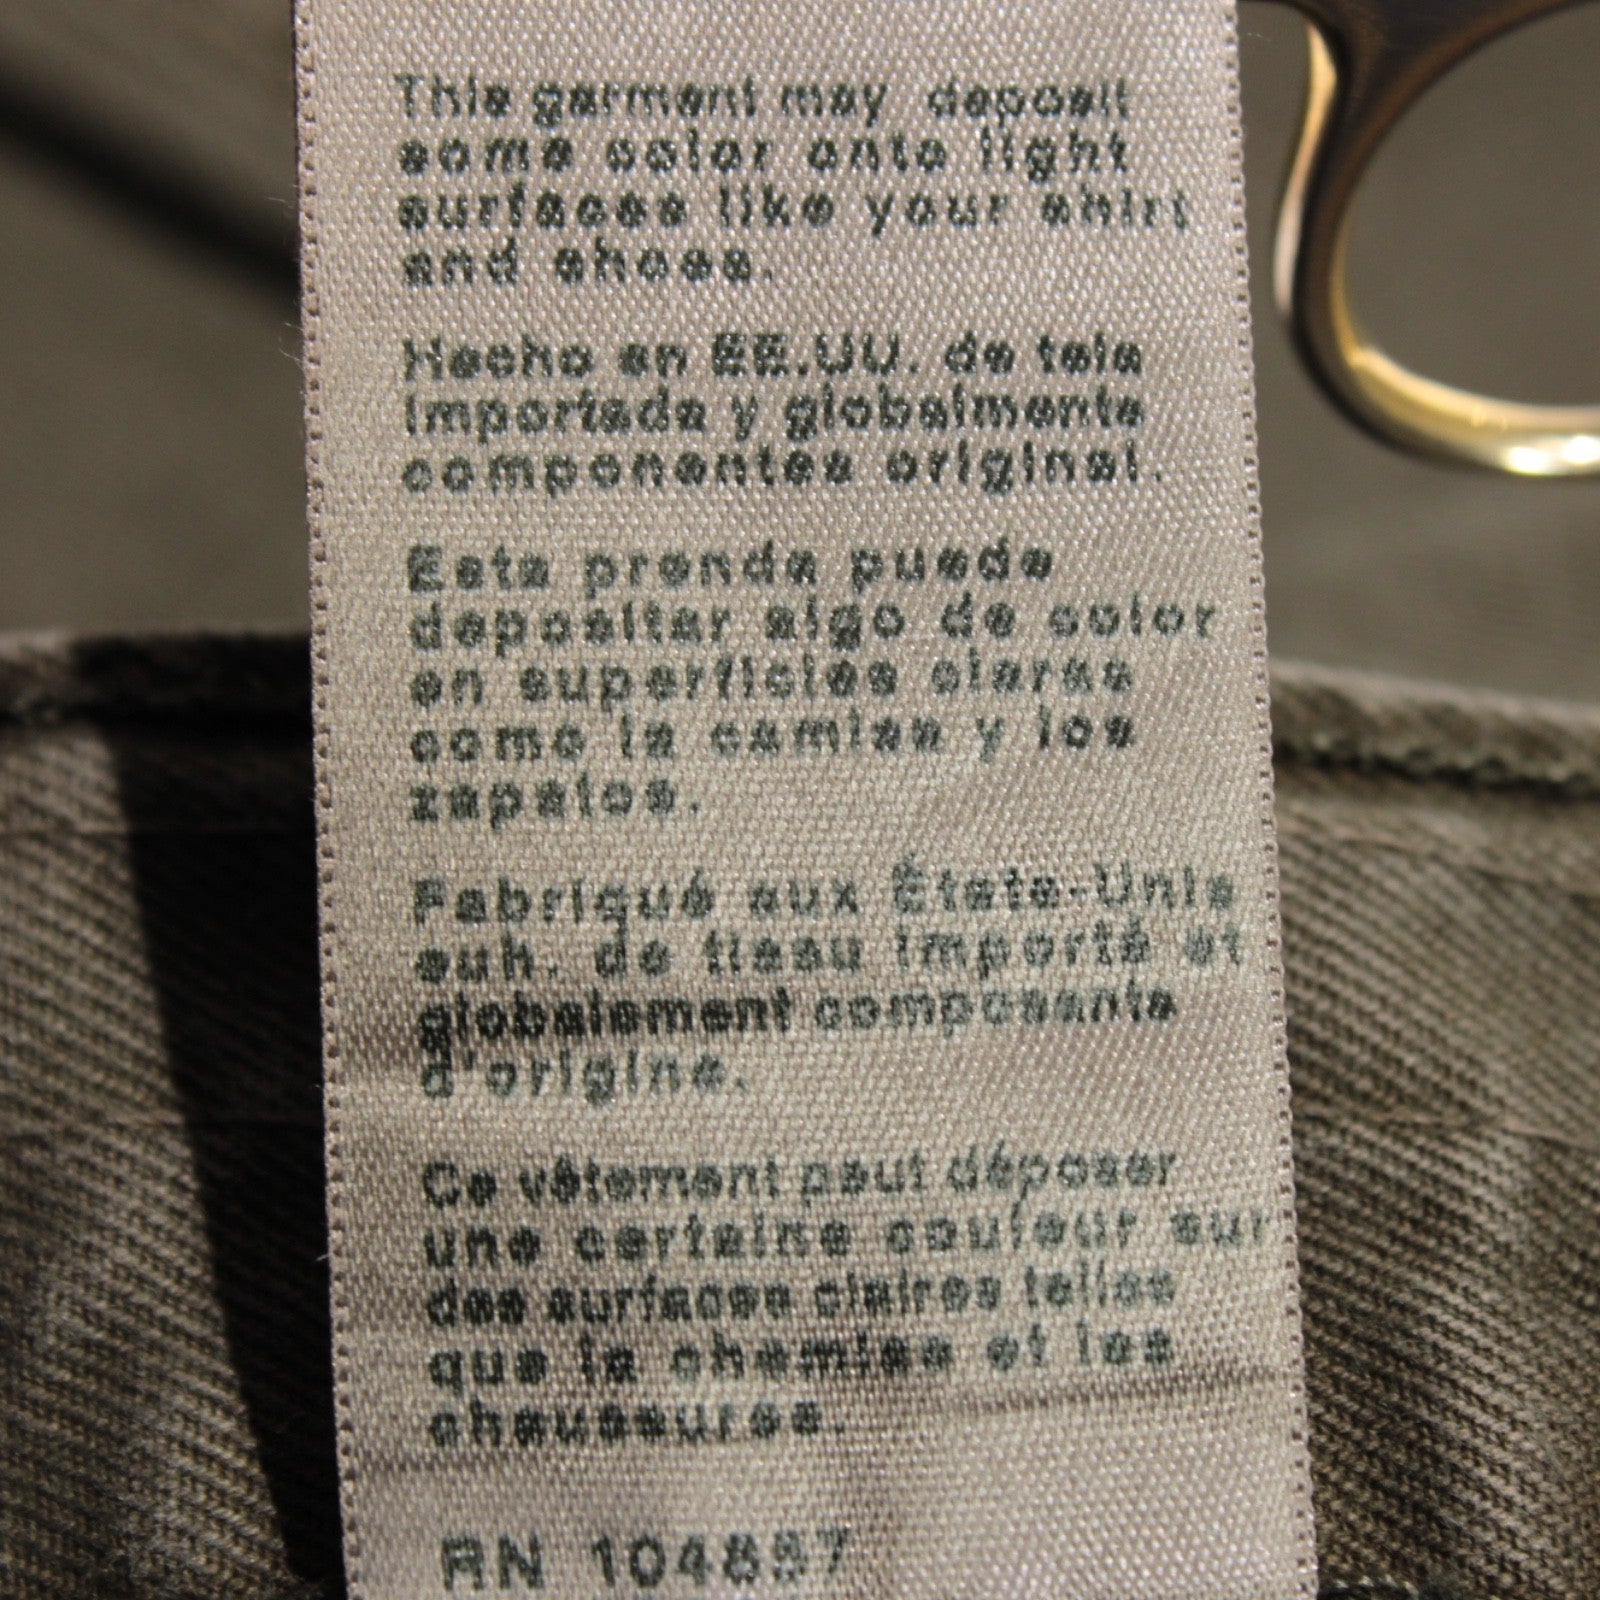 This garment may deposit
some color onto light
surfaces like your shirt
and shoes.
Hecho en EE.UU. de tela
importada y globalmente
componentes original.
Esta prenda puede
depositar algo de color
en superficies claras
como la camisa y los
zapatos.
Fabriqué aux États-Unis
euh. de tissu importé et
globalement composants
d'origine.
Ce vêtement peut déposer
une certaine couleur sur
des surfaces claires telles
que la chemise et les
chaussures.
RN